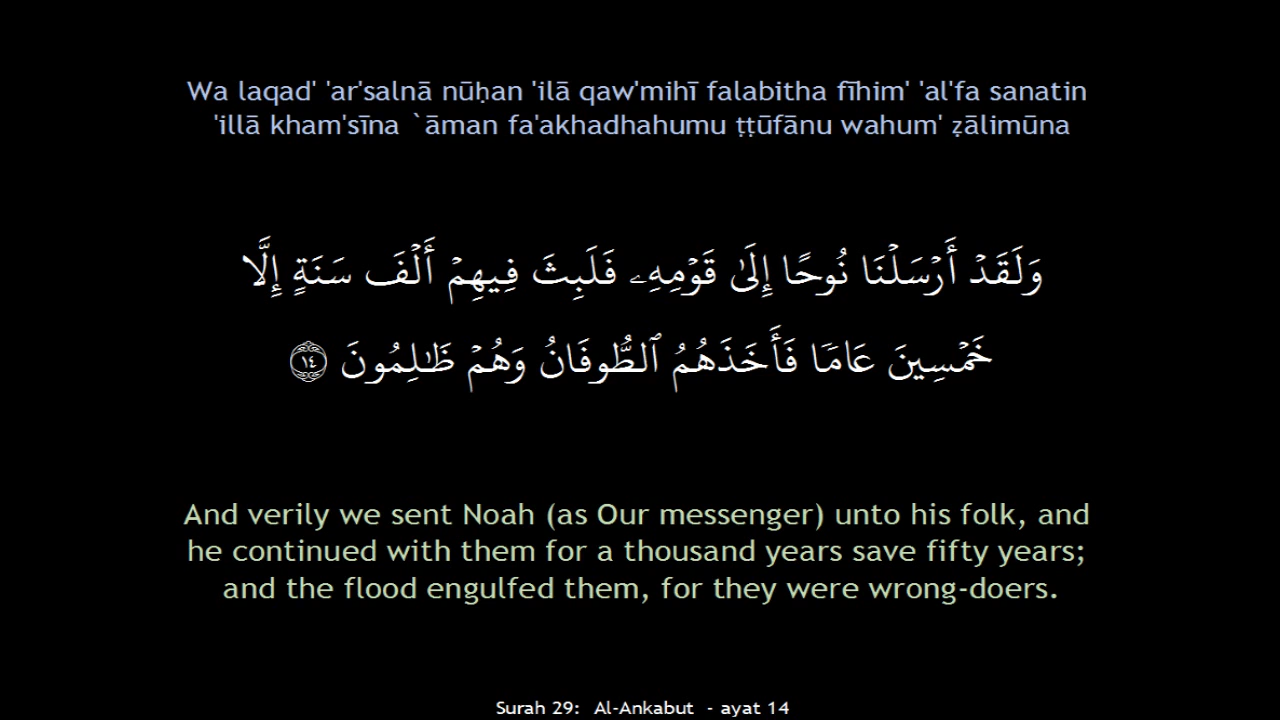 Wa laqad' 'ar'salnā nūḥan 'ilā qaw'mihī falabitha fīhim' 'al'fa sanatin
'illā kham'sīna `āman fa'akhadhahumu ṭṭūfānu wahum' ẓālimūna
وَلَقَدۡ أَرۡسَلۡنَا نُوحًا إِلَىٰ قَوۡمِهِۦ فَلَبِثَ فِيهِمۡ أَلۡفَ سَنَةٍ إِلَّا
خَمۡسِينَ عَامࣰا فَأَخَذَهُمُ ٱلطُّوفَانُ وَهُمۡ ظَـٰلِمُونَ ١٤
And verily we sent Noah (as Our messenger) unto his folk, and
he continued with them for a thousand years save fifty years;
and the flood engulfed them, for they were wrong-doers.
Surah 29: Al-Ankabut - ayat 14